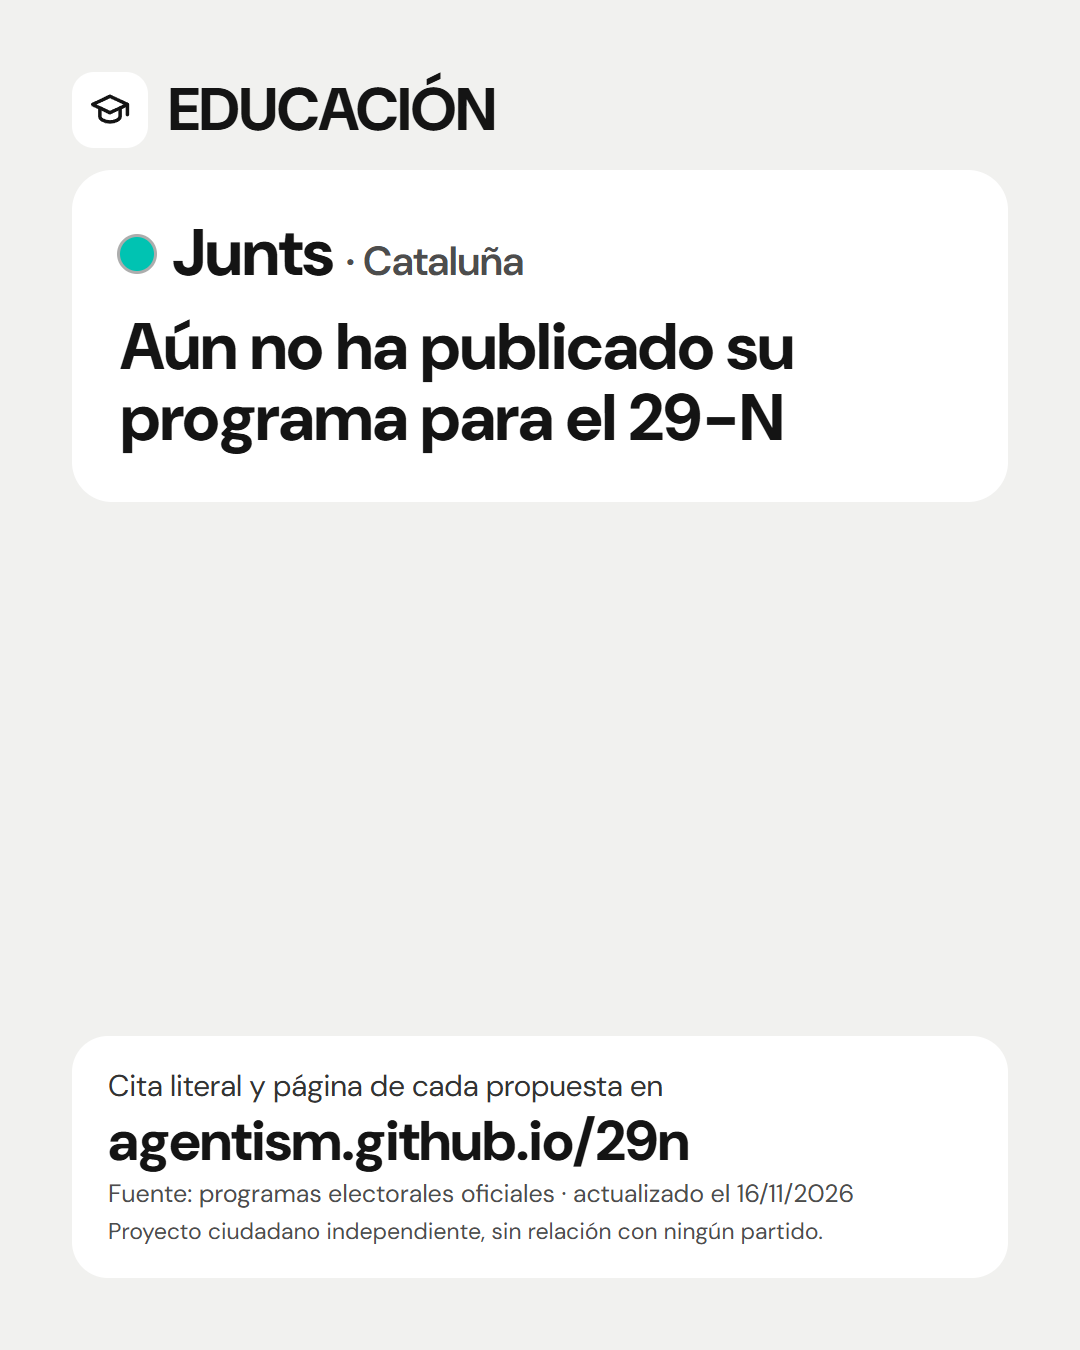 EDUCACIÓN
Junts · Cataluña
Aún no ha publicado su
programa para el 29-N
Cita literal y página de cada propuesta en
agentism.github.io/29n
Fuente: programas electorales oficiales · actualizado el 16/11/2026
Proyecto ciudadano independiente, sin relación con ningún partido.